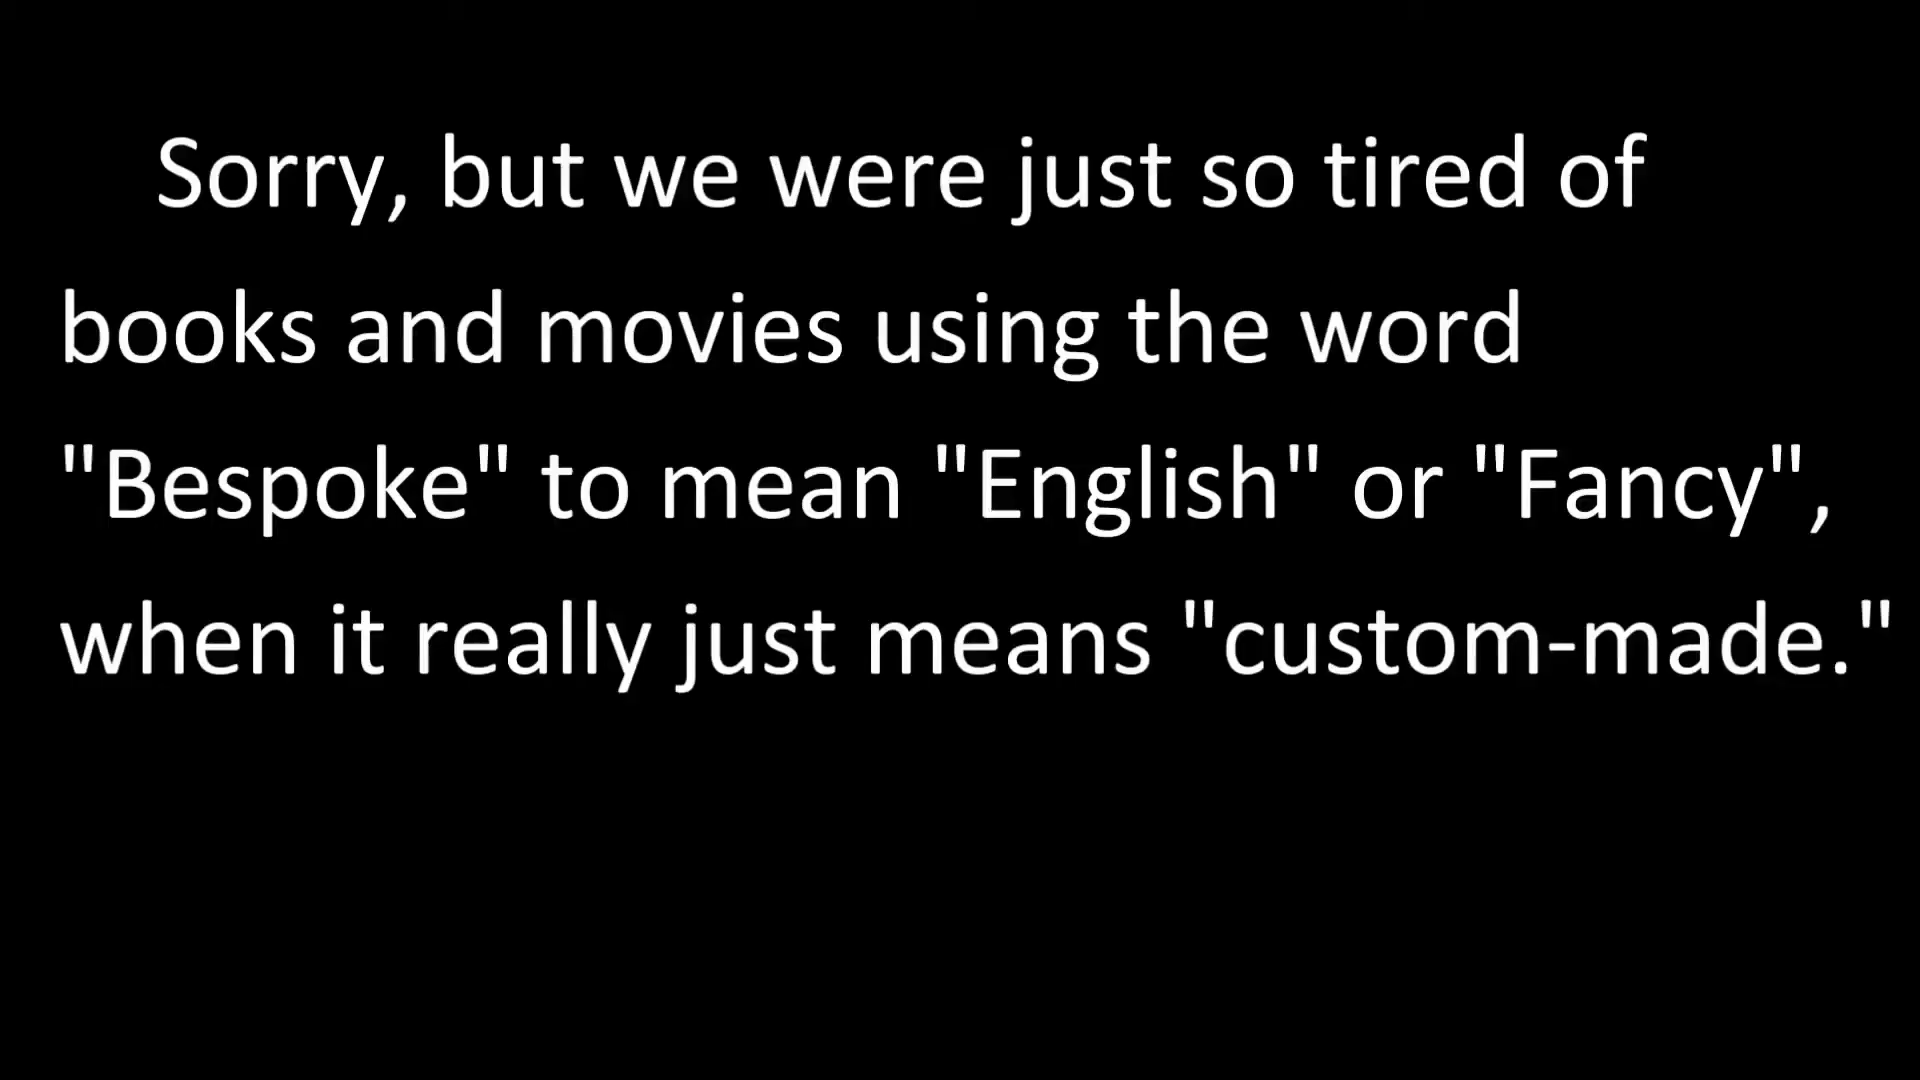 Sorry, but we were just so tired of
books and movies using the word
"Bespoke" to mean "English" or "Fancy",
when it really just means "custom-made."